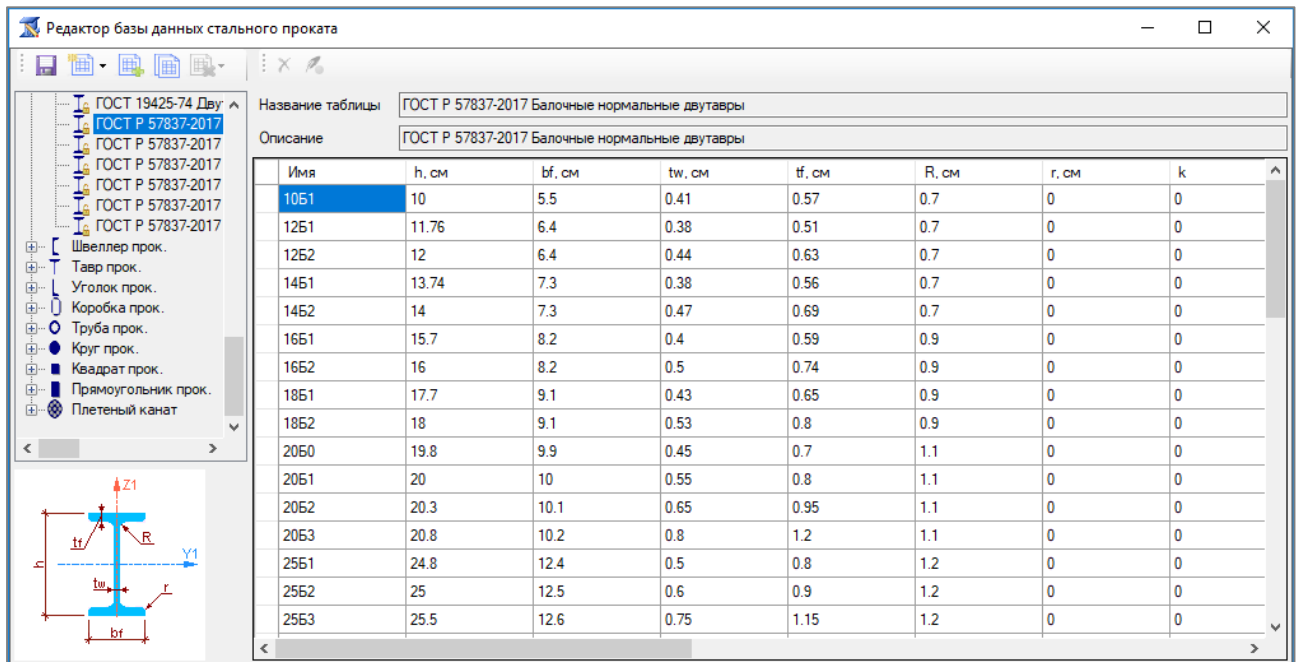 Редактор базы данных стального проката
ГОСТ 19425-74 Дву
ГОСТ Р 57837-2017
ГОСТ Р 57837-2017
ГОСТ Р 57837-2017
ГОСТ Р 57837-2017
ГОСТ Р 57837-2017
ГОСТ Р 57837-2017
Швеллер прок.
Тавр прок.
Уголок прок.
Коробка прок.
Труба прок.
Круг прок.
Квадрат прок.
Прямоугольник прок.
Плетеный канат
Z1
tf
R
Y1
h
tw
r
bf
Название таблицы ГОСТ Р 57837-2017 Балочные нормальные двутавры
Описание ГОСТ Р 57837-2017 Балочные нормальные двутавры
Имя h, см bf, см tw, см tf, см R, см r, см k
10Б1 10 5.5 0.41 0.57 0.7 0 0
12Б1 11.76 6.4 0.38 0.51 0.7 0 0
12Б2 12 6.4 0.44 0.63 0.7 0 0
14Б1 13.74 7.3 0.38 0.56 0.7 0 0
14Б2 14 7.3 0.47 0.69 0.7 0 0
16Б1 15.7 8.2 0.4 0.59 0.9 0 0
16Б2 16 8.2 0.5 0.74 0.9 0 0
18Б1 17.7 9.1 0.43 0.65 0.9 0 0
18Б2 18 9.1 0.53 0.8 0.9 0 0
20Б0 19.8 9.9 0.45 0.7 1.1 0 0
20Б1 20 10 0.55 0.8 1.1 0 0
20Б2 20.3 10.1 0.65 0.95 1.1 0 0
20Б3 20.8 10.2 0.8 1.2 1.1 0 0
25Б1 24.8 12.4 0.5 0.8 1.2 0 0
25Б2 25 12.5 0.6 0.9 1.2 0 0
25Б3 25.5 12.6 0.75 1.15 1.2 0 0